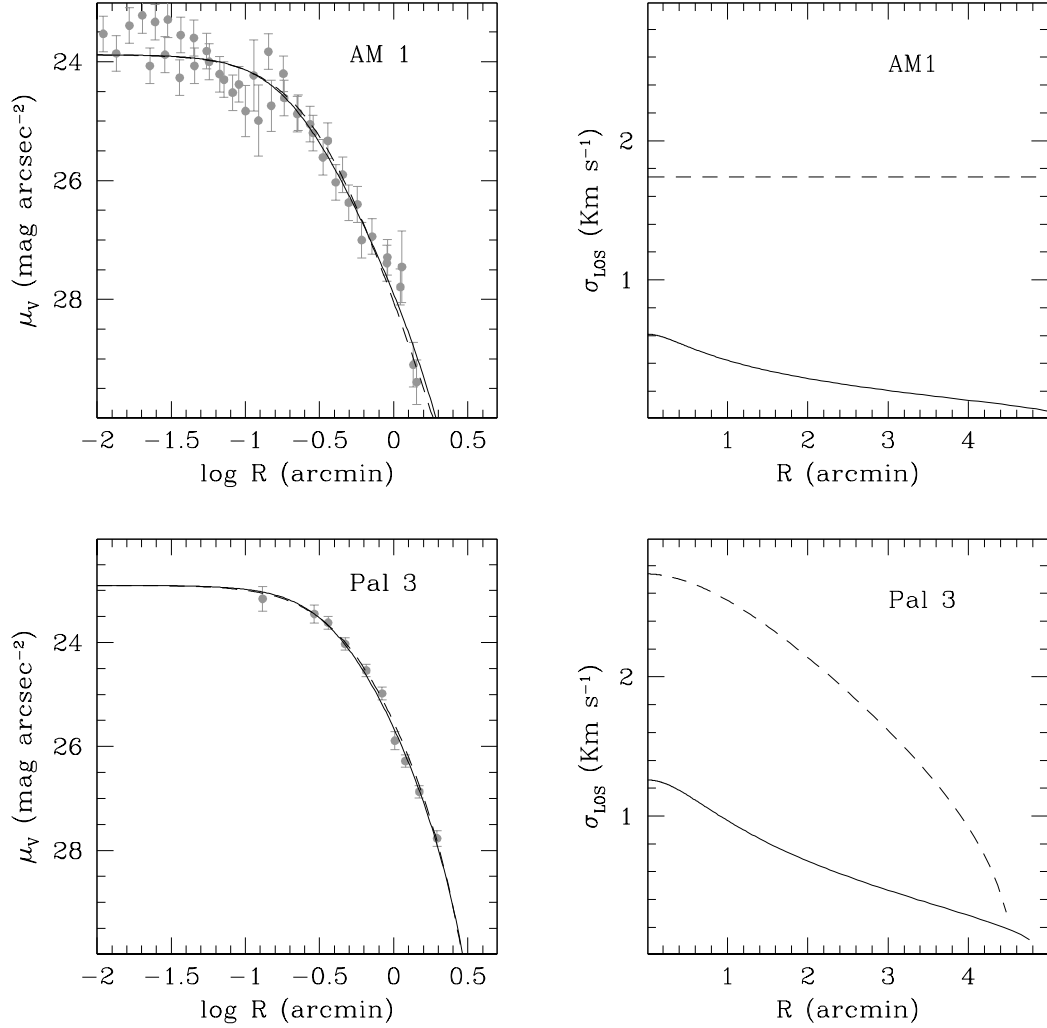 AM 1
24
26
28
μV (mag arcsec−2)
-2 -1.5 -1 -0.5 0 0.5
log R (arcmin)
AM1
2
1
σLOS (Km s−1)
1 2 3 4
R (arcmin)
Pal 3
24
26
28
μV (mag arcsec−2)
-2 -1.5 -1 -0.5 0 0.5
log R (arcmin)
Pal 3
2
1
σLOS (Km s−1)
1 2 3 4
R (arcmin)